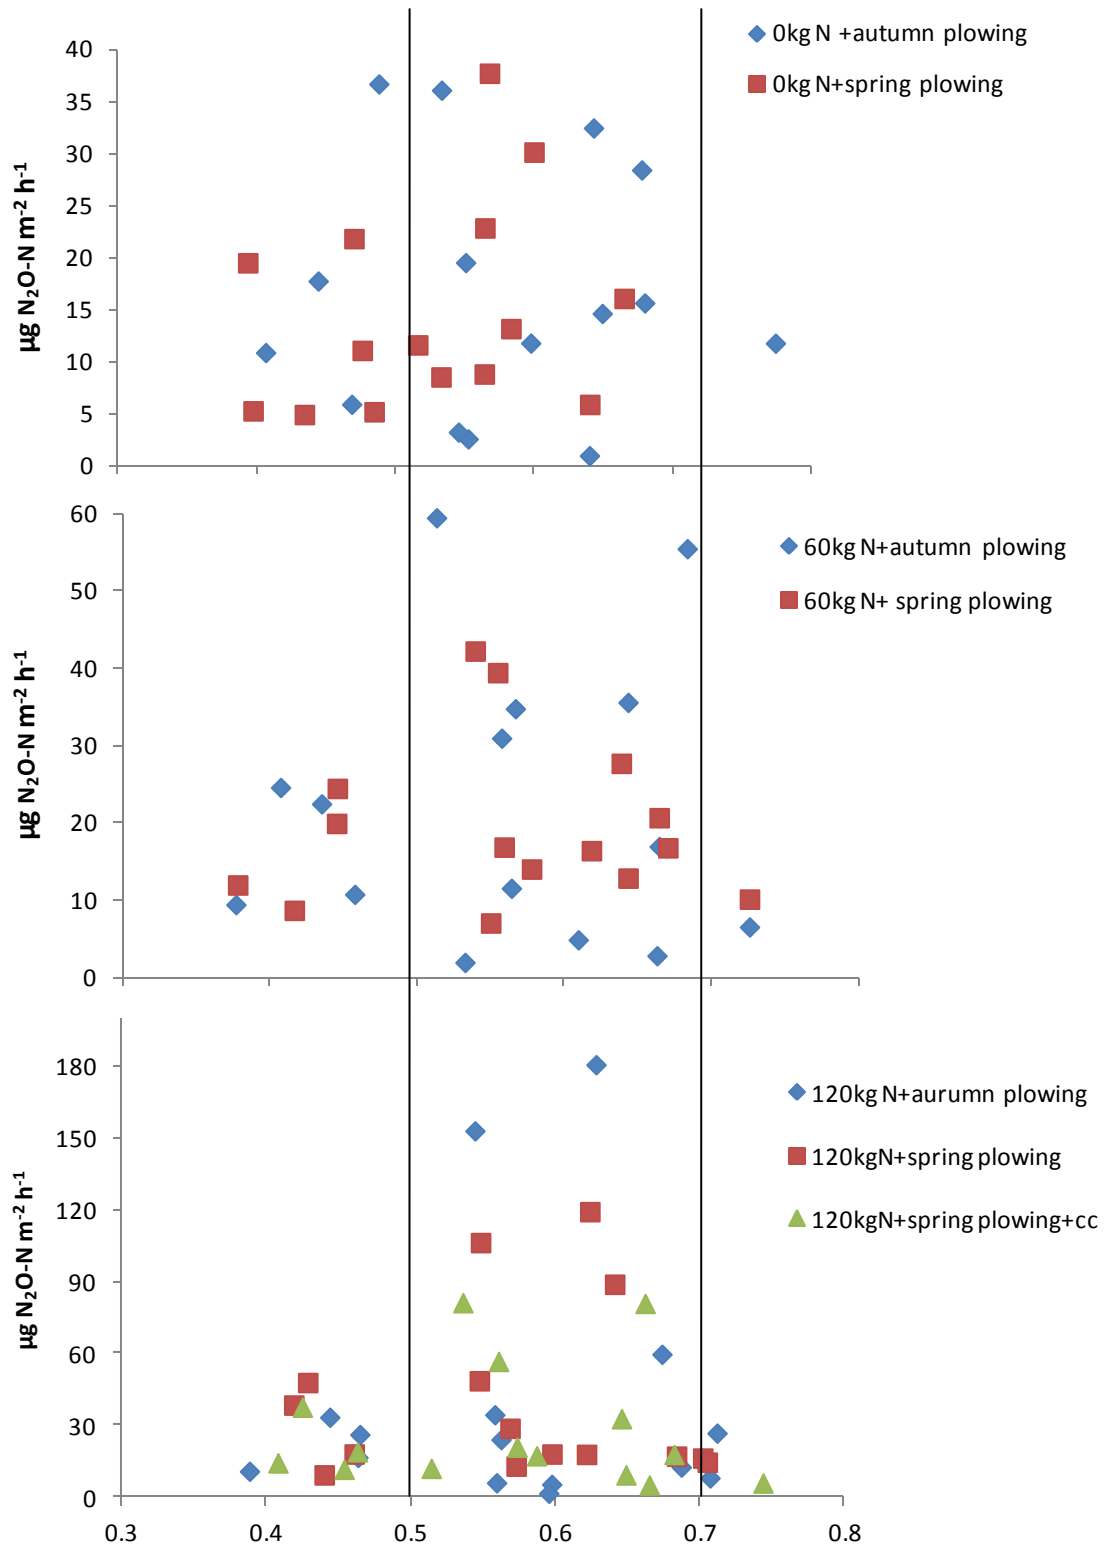 0kg N +autumn plowing
0kg N+spring plowing
40
35
30
25
20
15
10
5
0
µg N₂O-N m⁻² h⁻¹
60kg N+autumn plowing
60kg N+ spring plowing
60
50
40
30
20
10
0
µg N₂O-N m⁻² h⁻¹
120kg N+aurumn plowing
120kgN+spring plowing
120kgN+spring plowing+cc
180
150
120
90
60
30
0
µg N₂O-N m⁻² h⁻¹
0.3 0.4 0.5 0.6 0.7 0.8